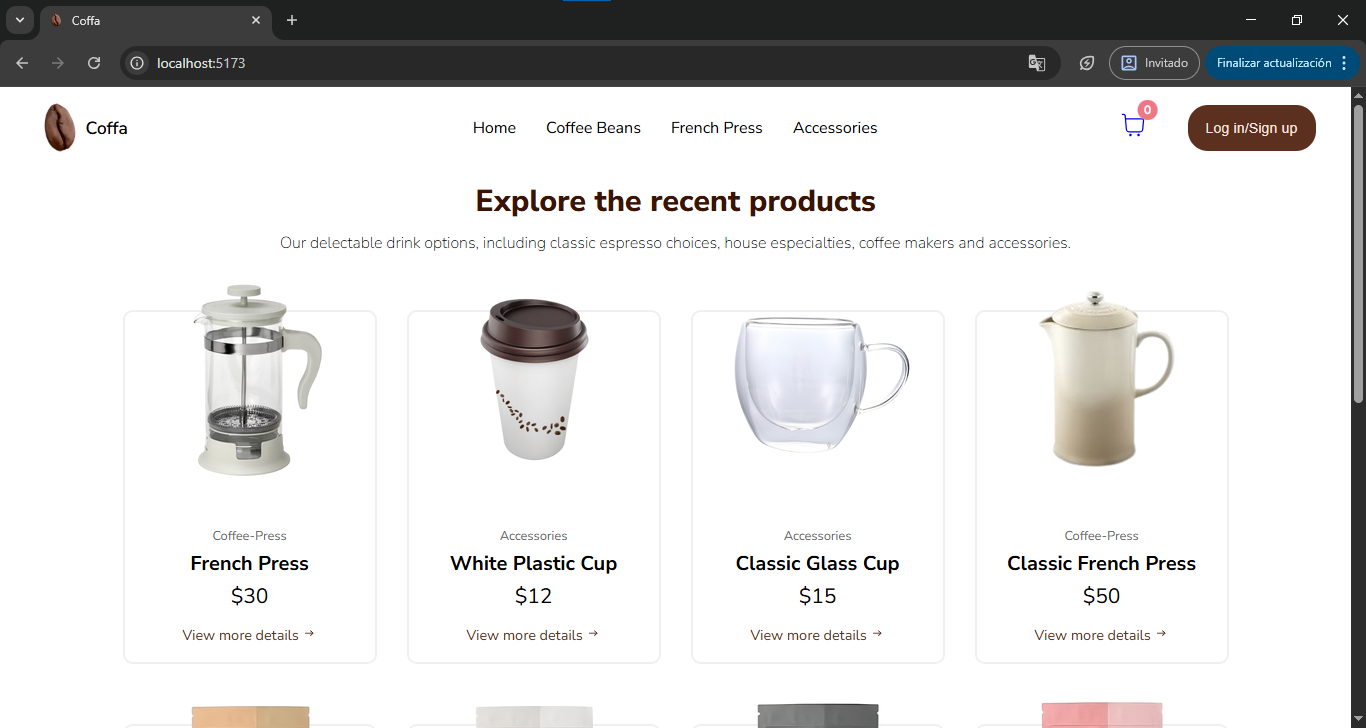 Coffa
localhost:5173
Invitado
Finalizar actualización
Coffa
Home Coffee Beans French Press Accessories
0
Log in/Sign up
Explore the recent products
Our delectable drink options, including classic espresso choices, house especialties, coffee makers and accessories.
Coffee-Press
French Press
$30
View more details →
Accessories
White Plastic Cup
$12
View more details →
Accessories
Classic Glass Cup
$15
View more details →
Coffee-Press
Classic French Press
$50
View more details →